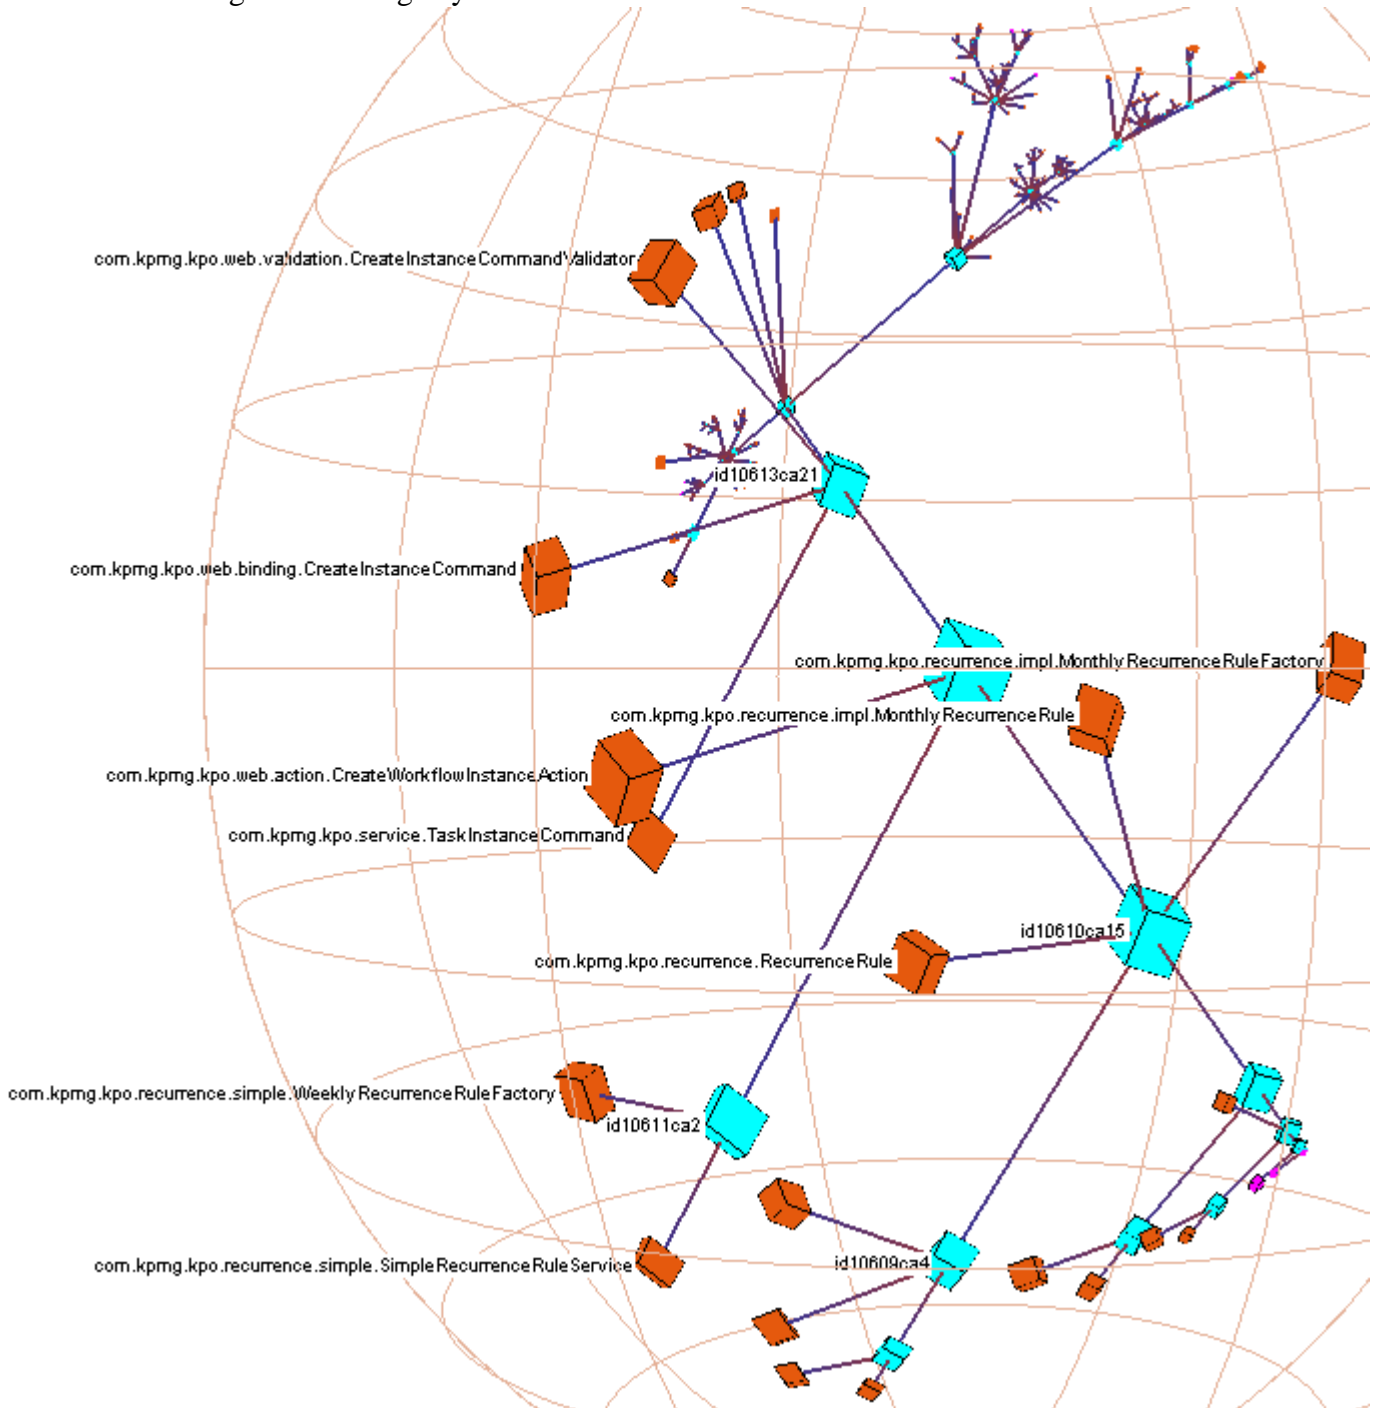 com.kpmg.kpo.web.validation.CreateInstanceCommandValidator
id10613ca21
com.kpmg.kpo.web.binding.CreateInstanceCommand
com.kpmg.kpo.recurrence.impl.MonthlyRecurrenceRuleFactory
com.kpmg.kpo.recurrence.impl.MonthlyRecurrenceRule
com.kpmg.kpo.web.action.CreateWorkflowInstanceAction
com.kpmg.kpo.service.TaskInstanceCommand
id10610ca15
com.kpmg.kpo.recurrence.RecurrenceRule
com.kpmg.kpo.recurrence.simple.WeeklyRecurrenceRuleFactory
id10611ca2
com.kpmg.kpo.recurrence.simple.SimpleRecurrenceRuleService
id10609ca4